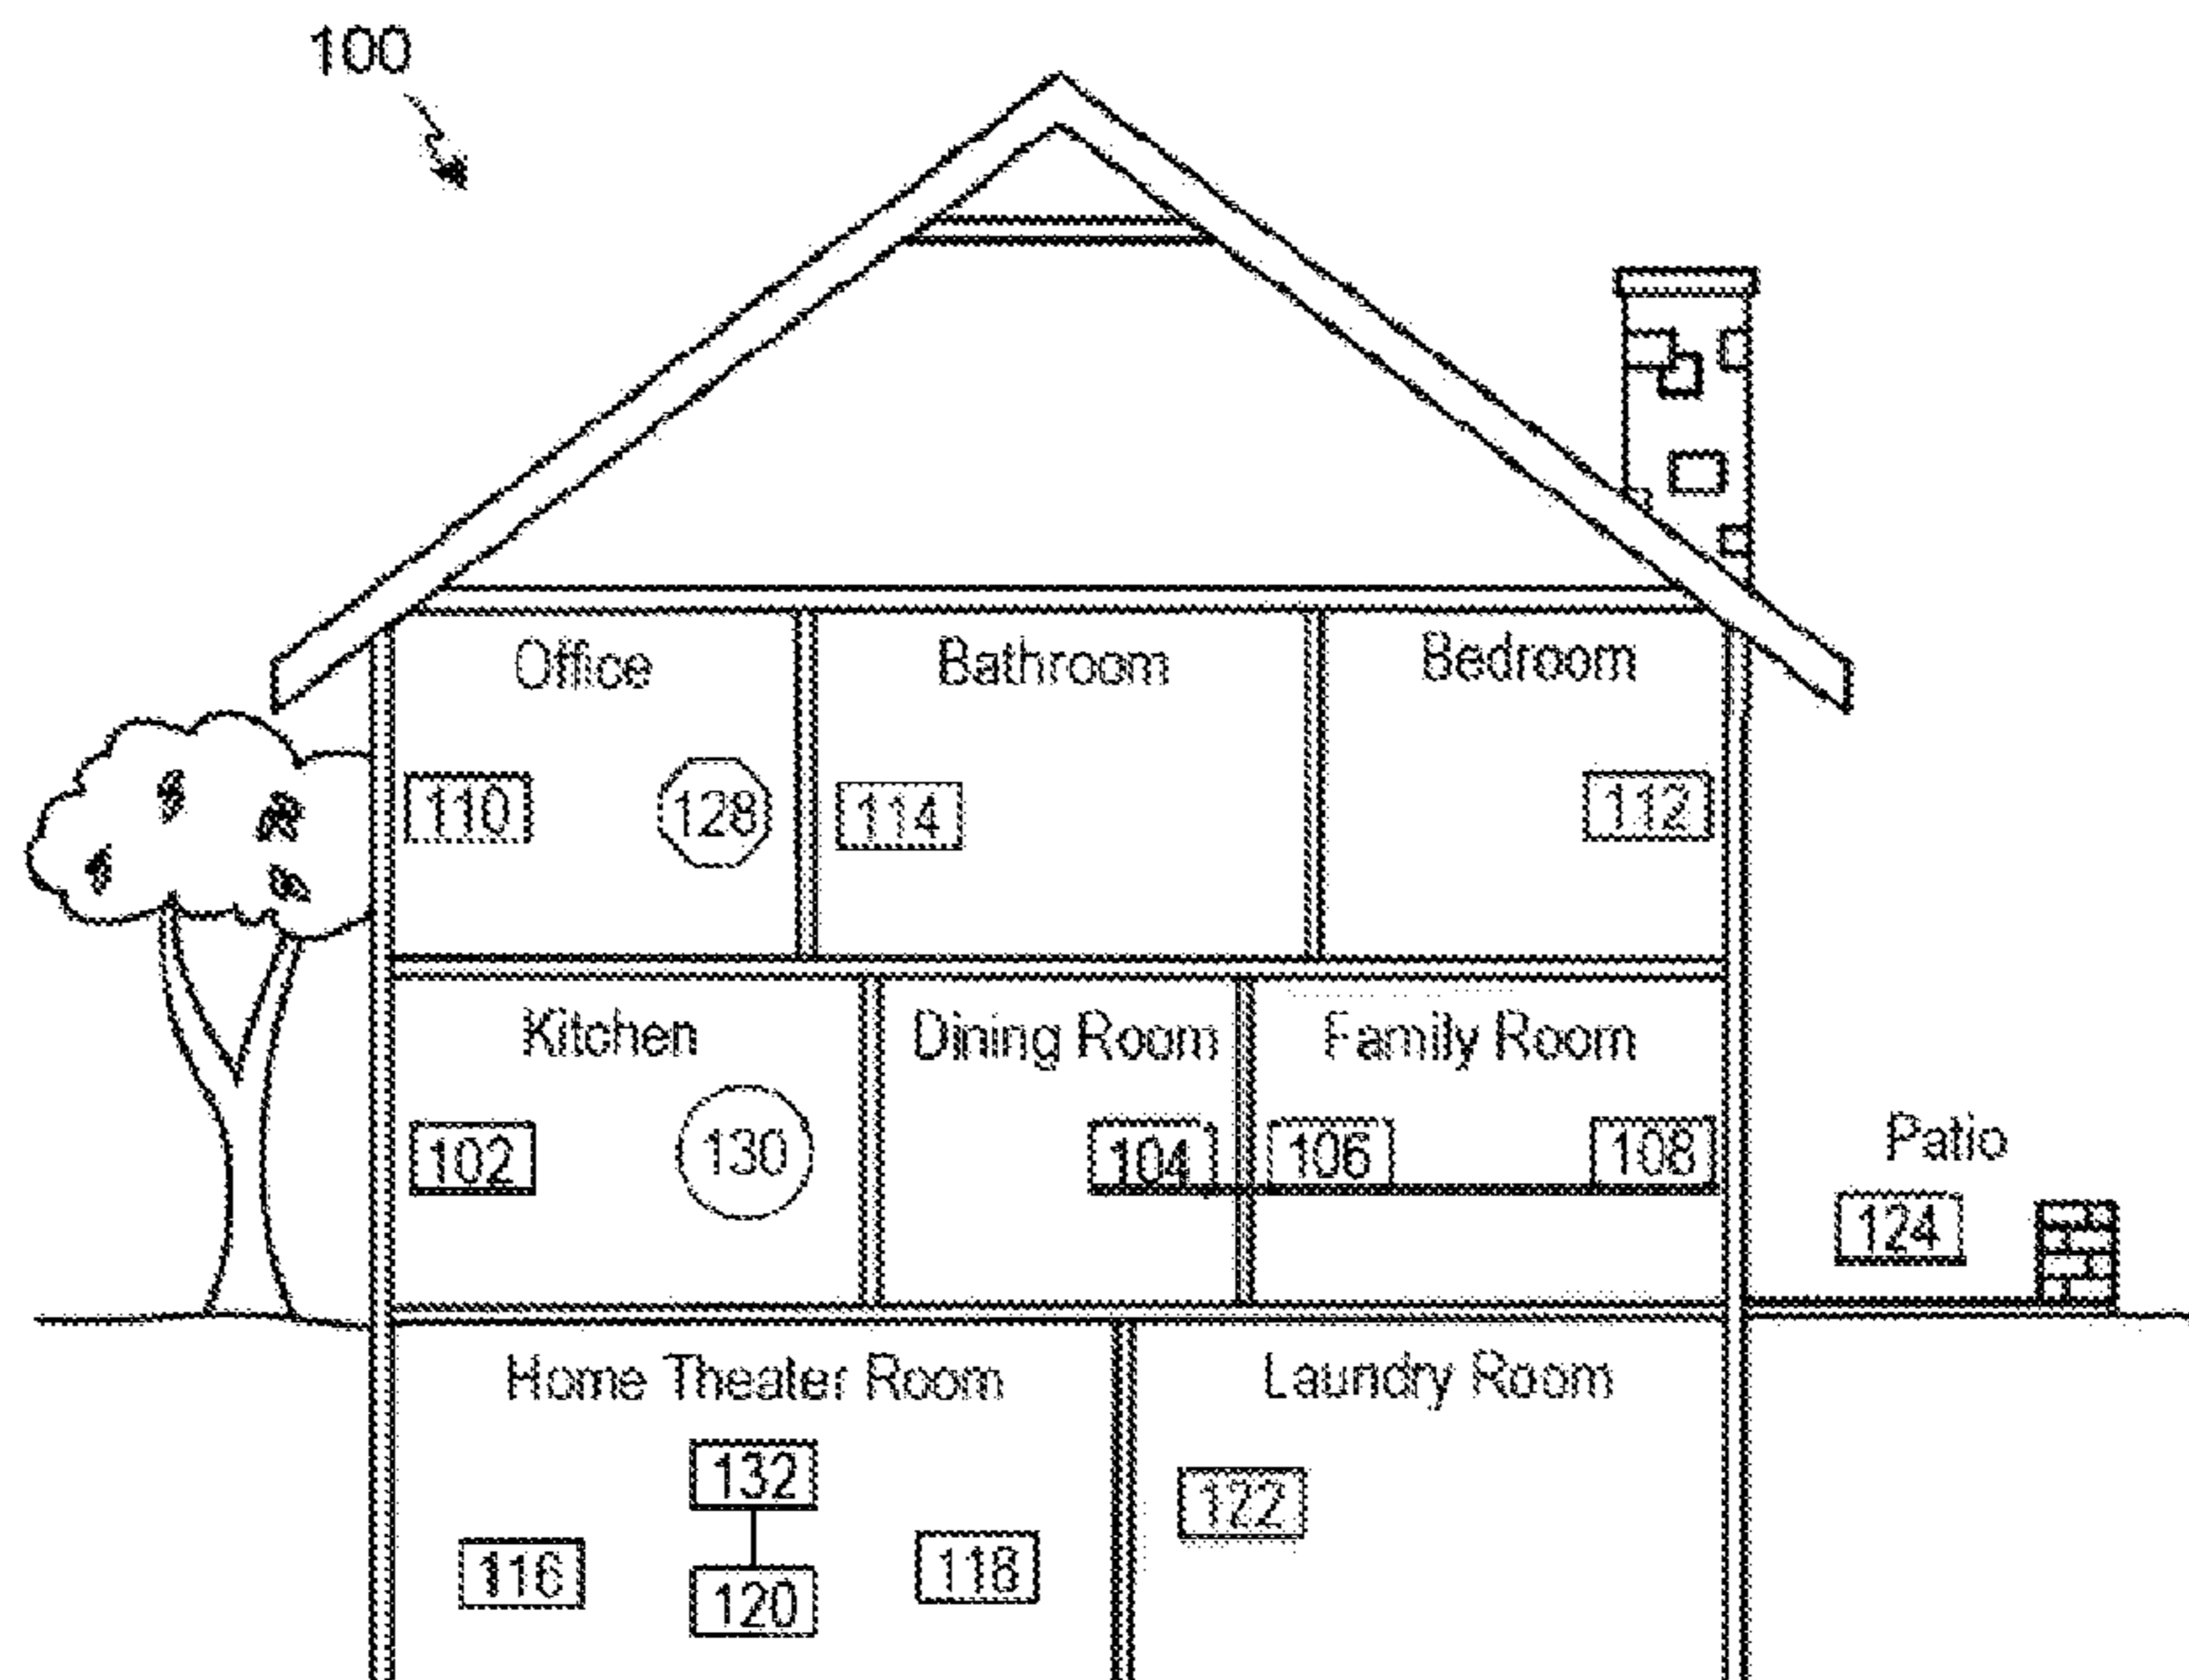 100
Office
Bathroom
Bedroom
110
128
114
112
Kitchen
Dining Room
Family Room
102
130
104
106
108
Patio
124
Home Theater Room
Laundry Room
132
122
116
120
118